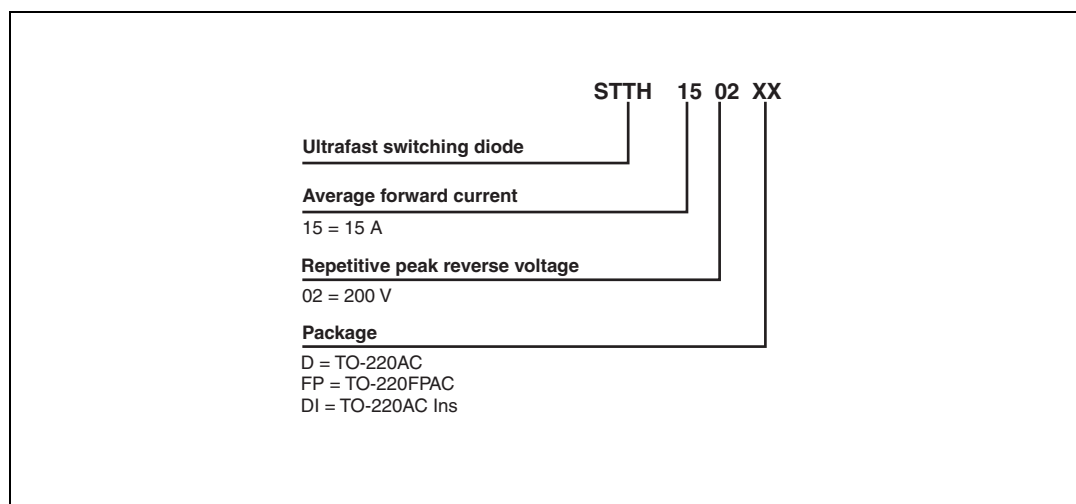 STTH 15 02 XX
Ultrafast switching diode
Average forward current
15 = 15 A
Repetitive peak reverse voltage
02 = 200 V
Package
D = TO-220AC
FP = TO-220FPAC
DI = TO-220AC Ins